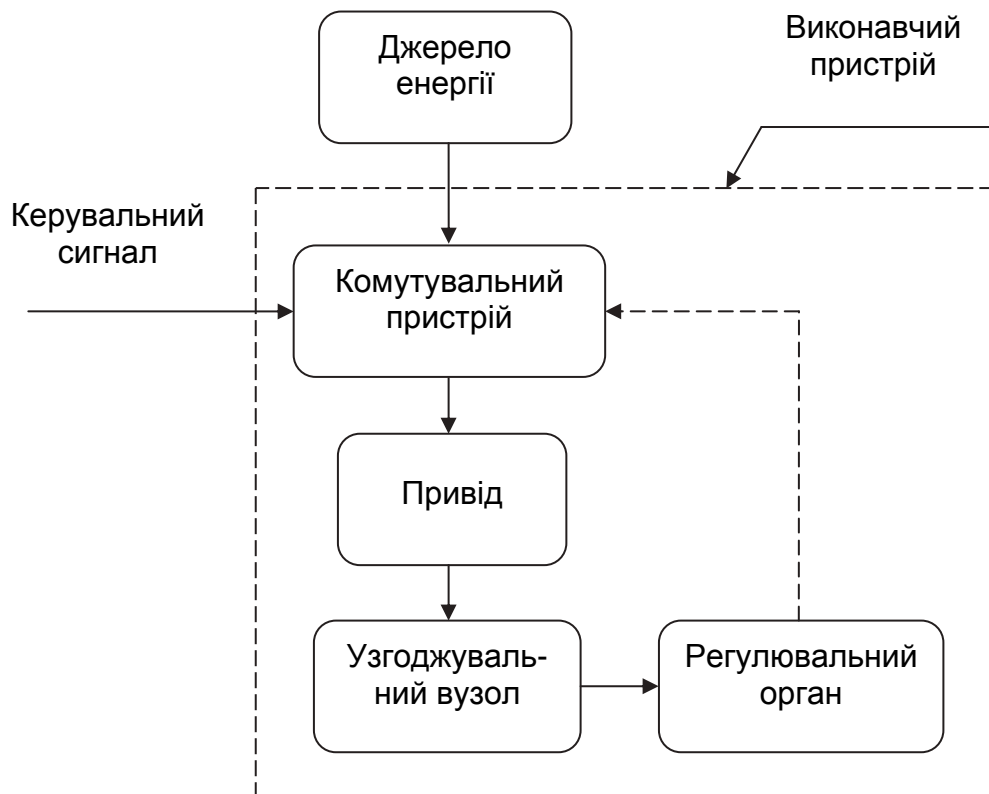 Джерело
енергії
Виконавчий
пристрій
Керувальний
сигнал
Комутувальний
пристрій
Привід
Узгоджуваль-
ний вузол
Регулювальний
орган